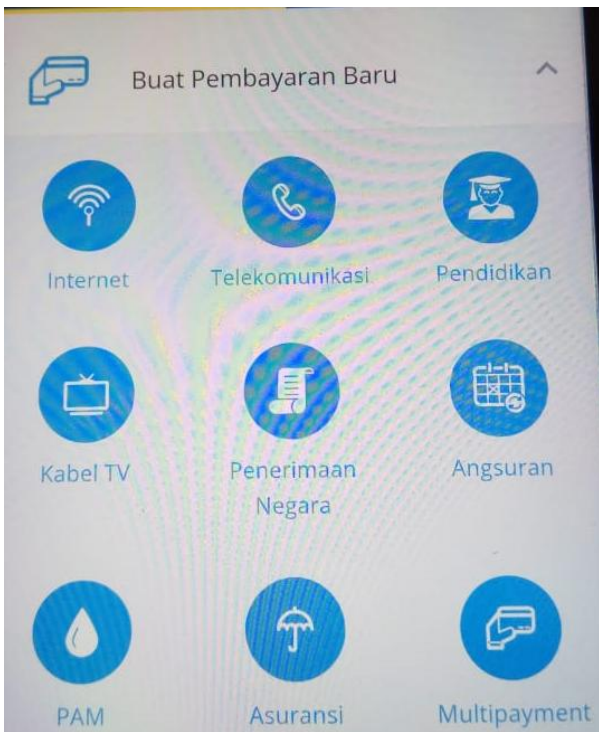 Buat Pembayaran Baru
Internet
Telekomunikasi
Pendidikan
Kabel TV
Penerimaan
Negara
Angsuran
PAM
Asuransi
Multipayment